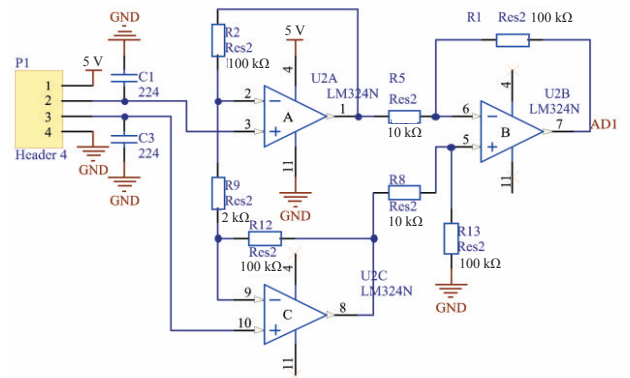 GND
P1
1
2
3
4
Header 4
5 V
C1
224
C3
224
GND
GND
R2
Res2
100 kΩ
5 V
4
U2A
LM324N
2
3
A
1
11
GND
R9
Res2
2 kΩ
R12
Res2
100 kΩ
4
U2C
LM324N
9
10
C
8
11
R5
Res2
10 kΩ
R8
Res2
10 kΩ
R1 Res2 100 kΩ
4
U2B
LM324N
6
5
B
7
AD1
11
R13
Res2
100 kΩ
GND